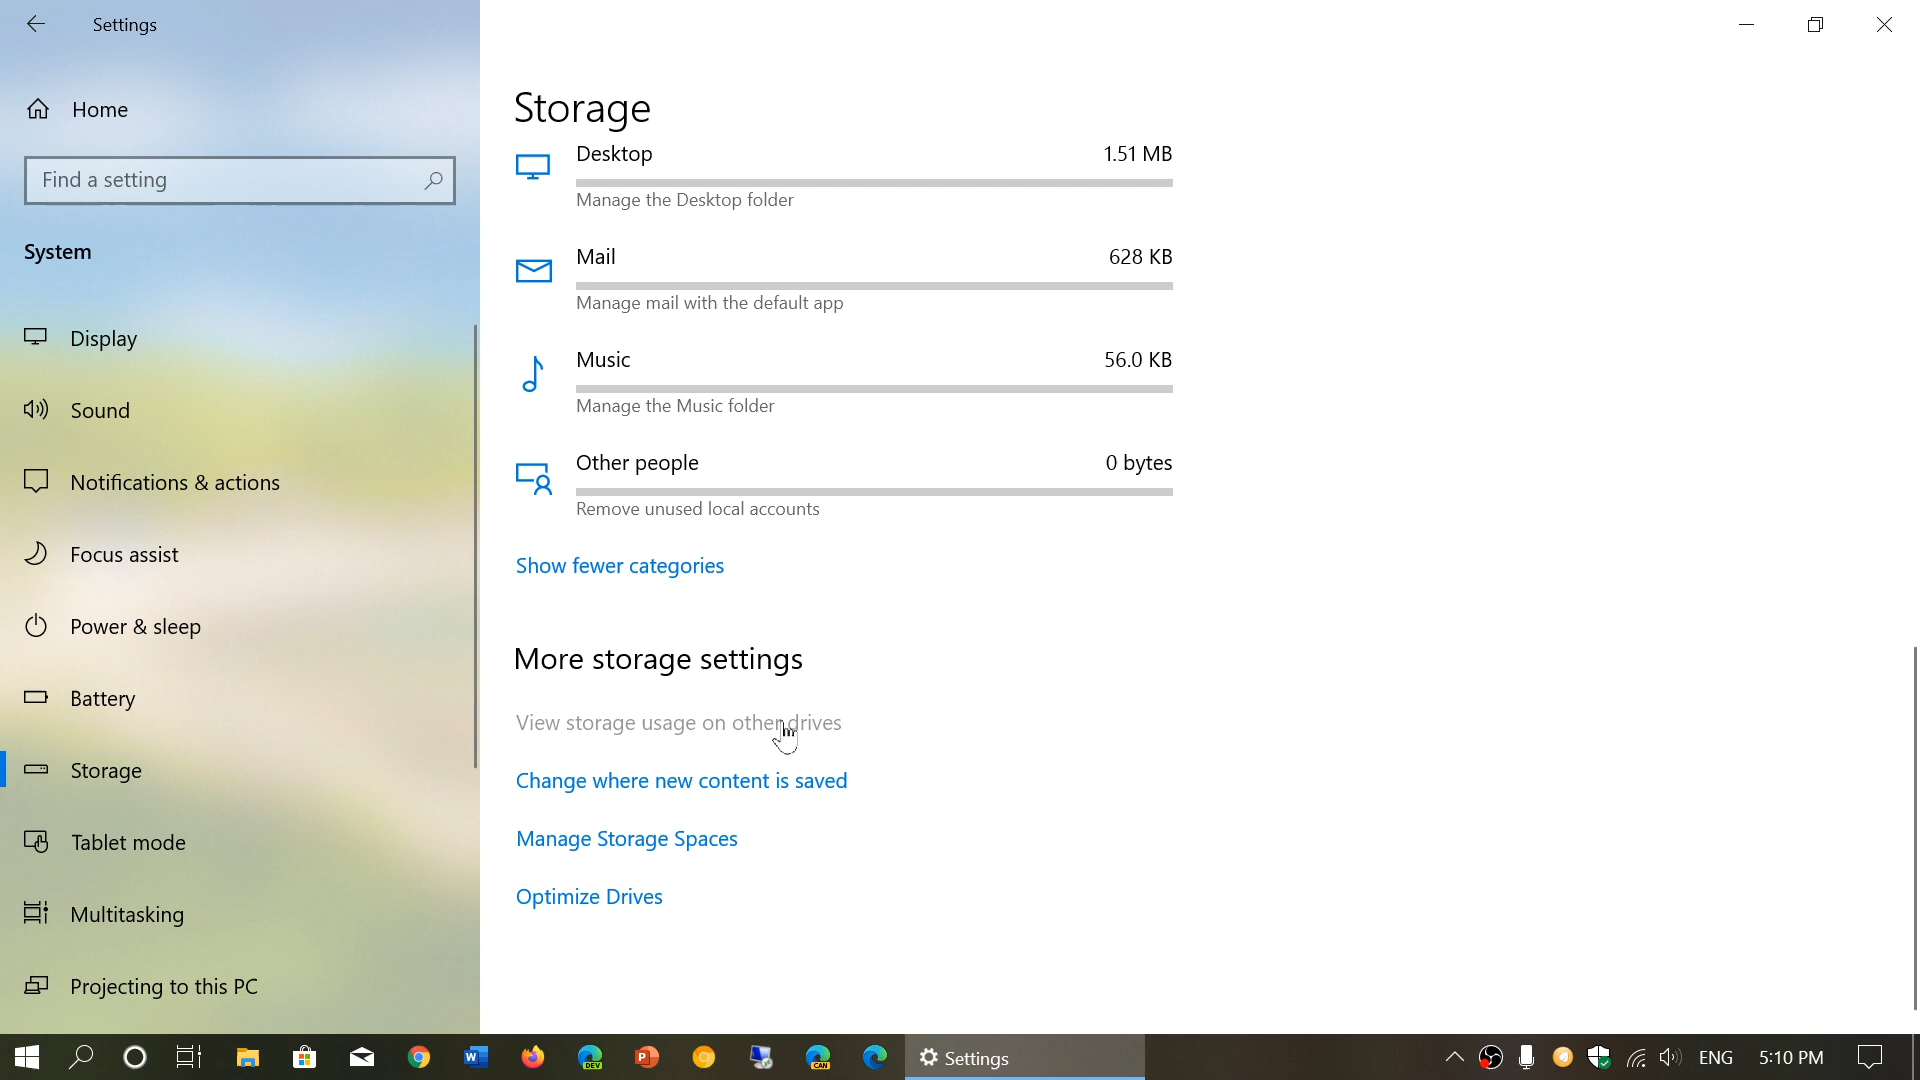 Settings
Home
Find a setting
System
Display
Sound
Notifications & actions
Focus assist
Power & sleep
Battery
Storage
Tablet mode
Multitasking
Projecting to this PC
Storage
Desktop 1.51 MB
Manage the Desktop folder
Mail 628 KB
Manage mail with the default app
Music 56.0 KB
Manage the Music folder
Other people 0 bytes
Remove unused local accounts
Show fewer categories
More storage settings
View storage usage on other drives
Change where new content is saved
Manage Storage Spaces
Optimize Drives
W DEV P CAN Settings ENG 5:10 PM